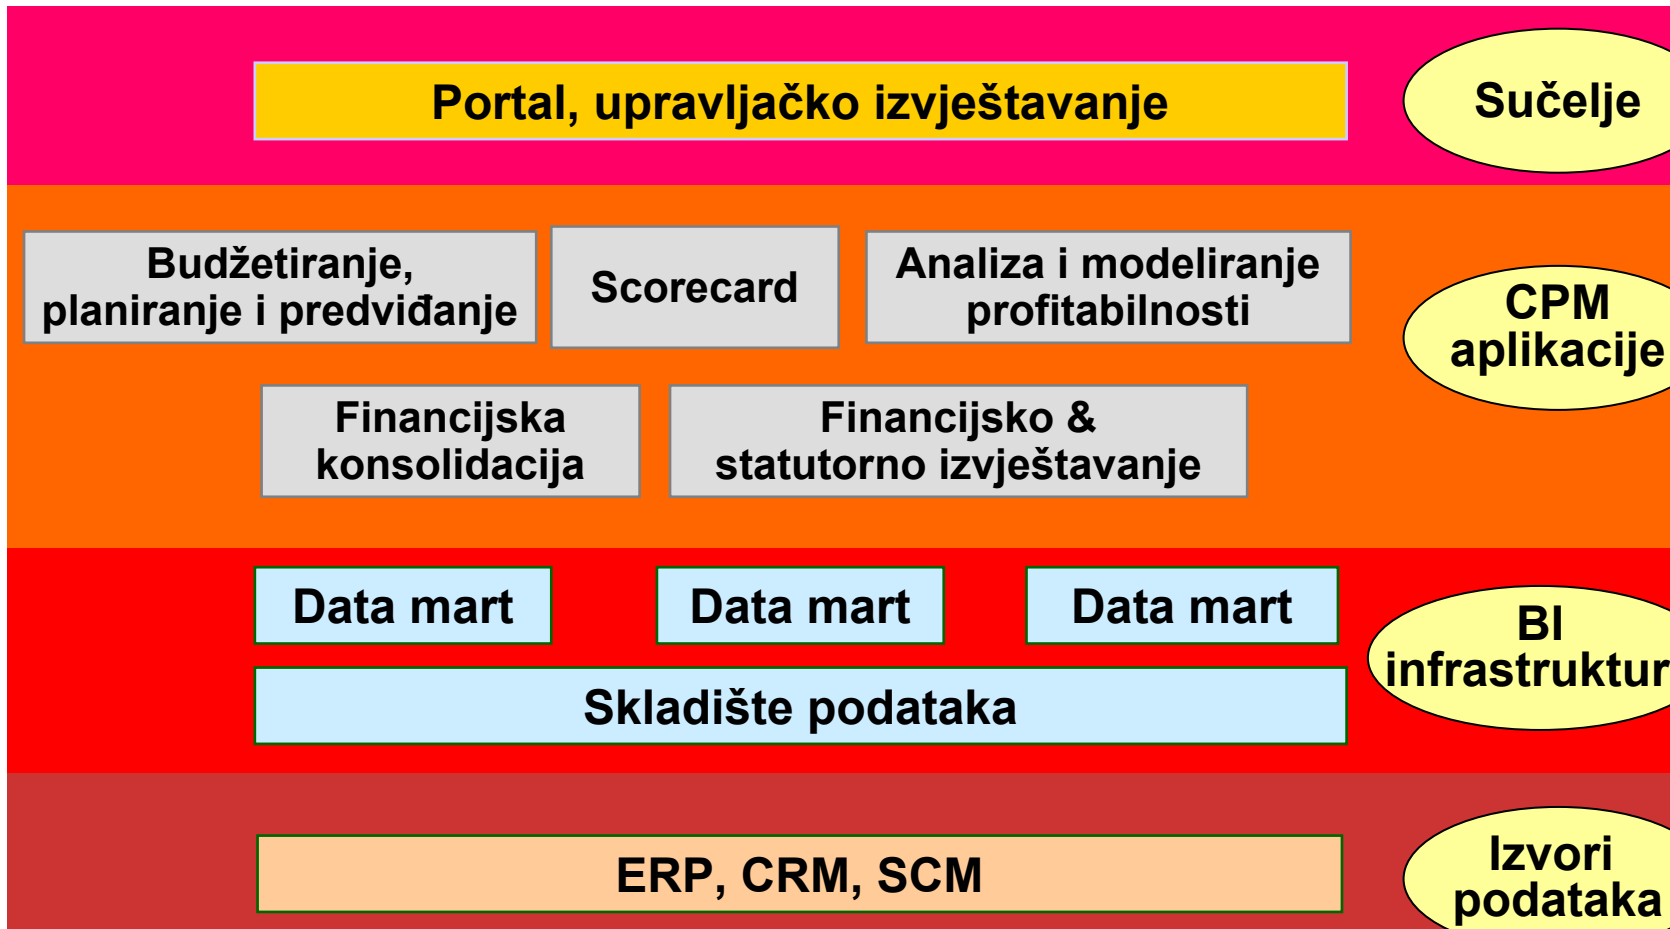 Portal, upravljačko izvještavanje
Sučelje
Budžetiranje,
planiranje i predviđanje
Scorecard
Analiza i modeliranje
profitabilnosti
CPM
aplikacije
Financijska
konsolidacija
Financijsko &
statutorno izvještavanje
Data mart
Data mart
Data mart
BI
infrastruktur
Skladište podataka
ERP, CRM, SCM
Izvori
podataka